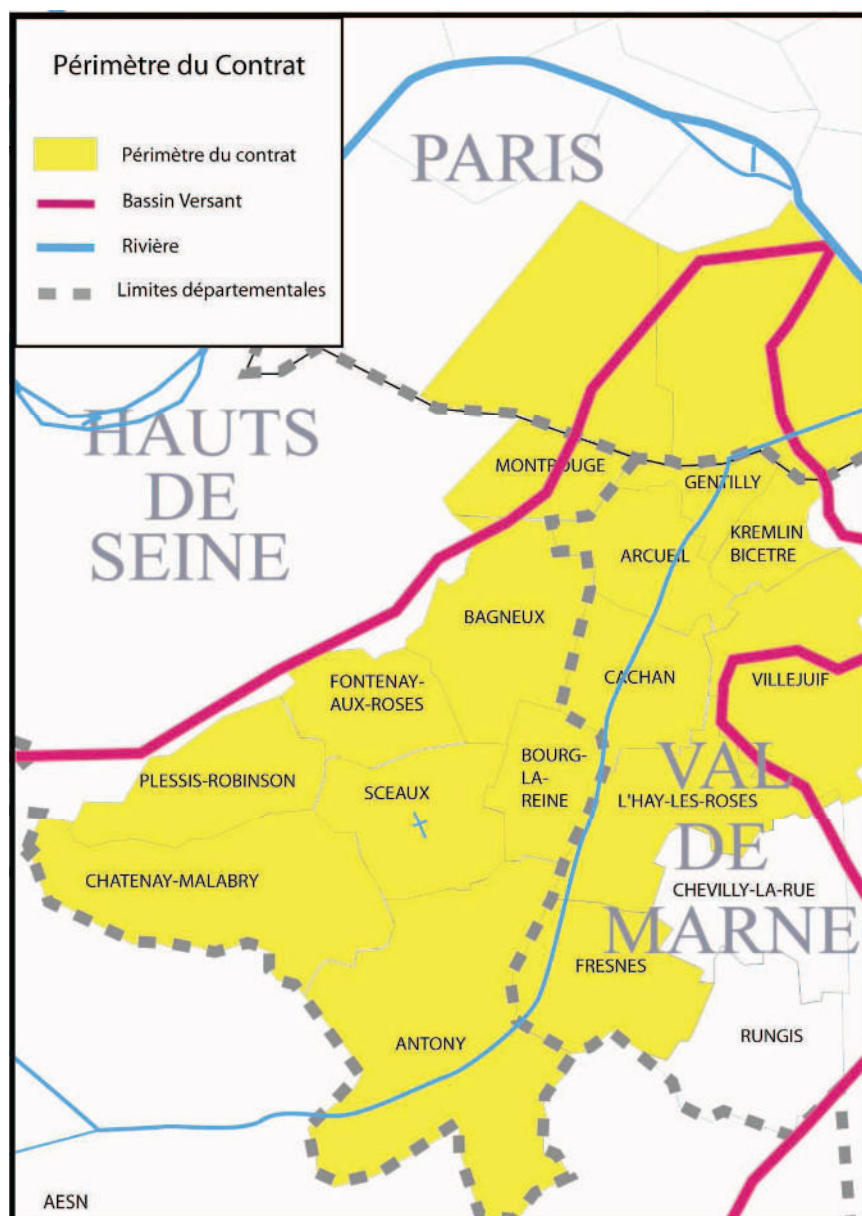 Périmètre du Contrat
Périmètre du contrat
Bassin Versant
Rivière
Limites départementales
PARIS
HAUTS
DE
SEINE
MONTROUGE
GENTILLY
KREMLIN
BICETRE
ARCUEIL
BAGNEUX
CACHAN
VILLEJUIF
FONTENAY-
AUX-ROSES
BOURG-
LA-
REINE
PLESSIS-ROBINSON
SCEAUX
L'HAY-LES-ROSES
VAL
DE
MARNE
CHATENAY-MALABRY
CHEVILLY-LA-RUE
FRESNES
ANTONY
RUNGIS
AESN